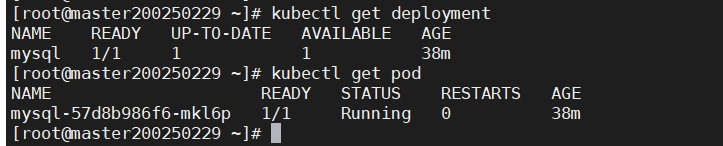 [root@master200250229 ~]# kubectl get deployment
NAME    READY   UP-TO-DATE   AVAILABLE   AGE
mysql   1/1     1            1           38m
[root@master200250229 ~]# kubectl get pod
NAME                     READY   STATUS    RESTARTS   AGE
mysql-57d8b986f6-mkl6p   1/1     Running   0          38m
[root@master200250229 ~]#